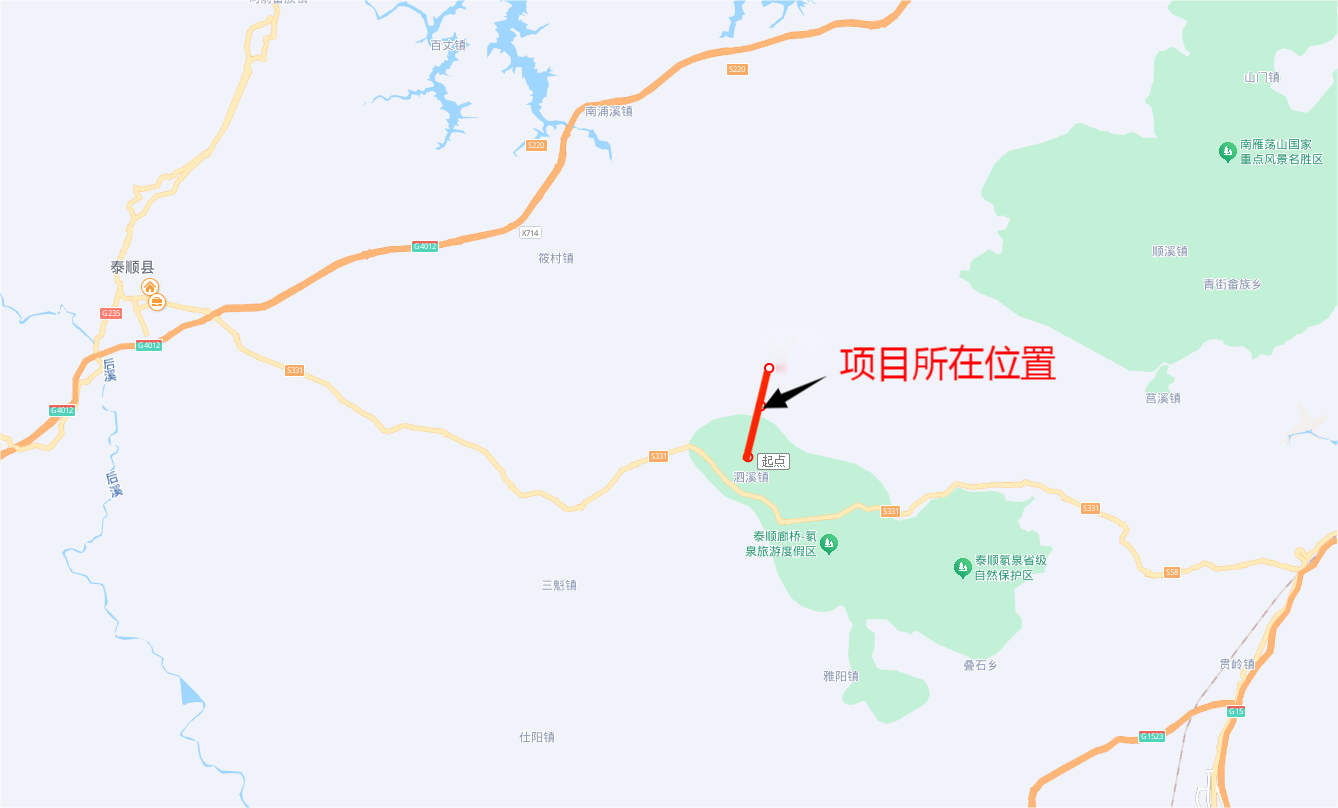 百丈镇
S220
山门镇
南浦溪镇
S220
南雁荡山国家
重点风景名胜区
X714
G4012
筱村镇
顺溪镇
泰顺县
青街畲族乡
G235
G4012
项目所在位置
后溪
S331
莒溪镇
G4012
S331
起点
泗溪镇
后溪
S331
S331
泰顺廊桥-氡
泉旅游度假区
泰顺氡泉省级
自然保护区
S58
三魁镇
叠石乡
贯岭镇
雅阳镇
G15
仕阳镇
G1523